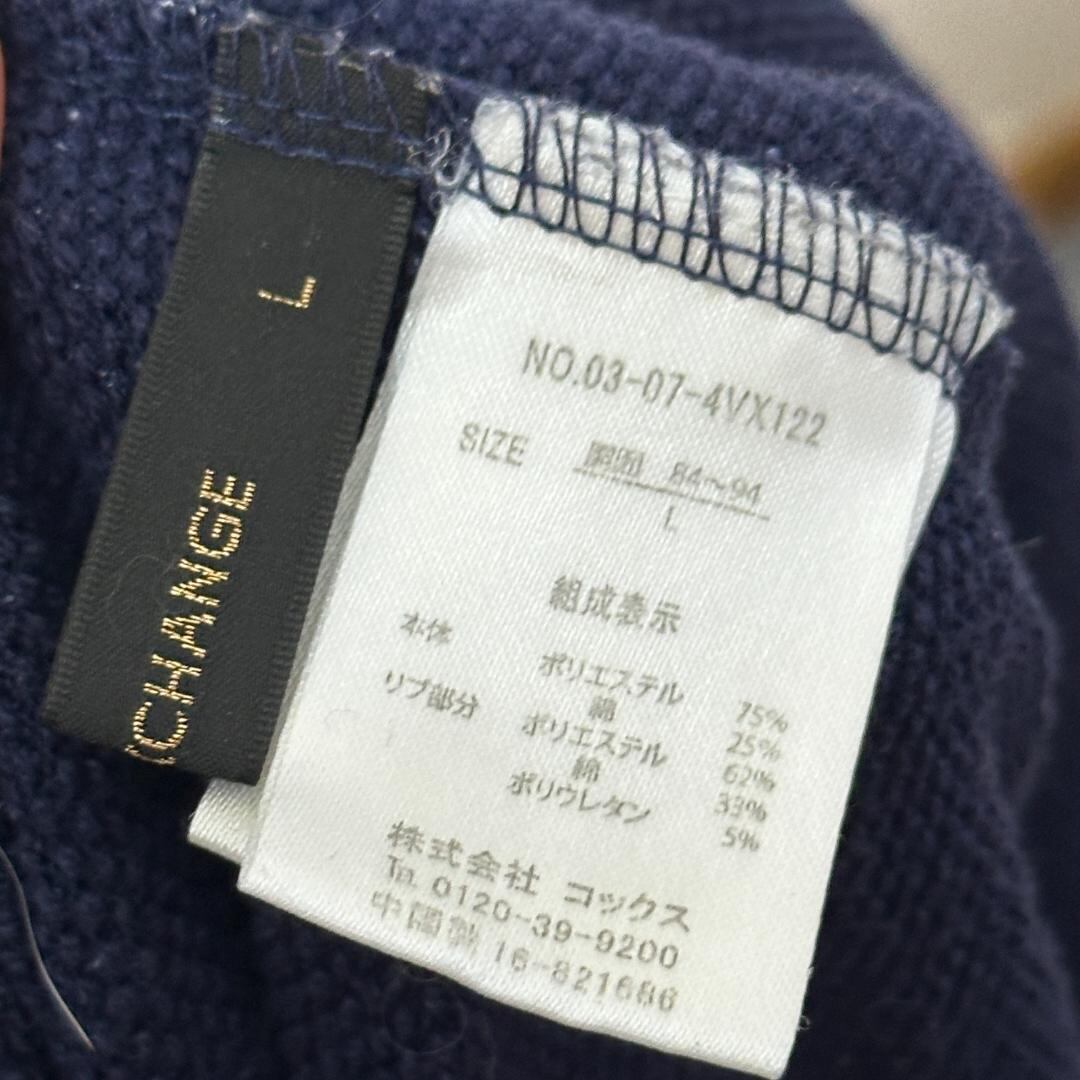 L
CHANGE
NO.03-07-4VX122
SIZE 胴囲 84~94
L
組成表示
本体 ポリエステル 75%
綿 25%
リブ部分 ポリエステル 62%
綿 33%
ポリウレタン 5%
株式会社 コックス
TEL 0120-39-9200
中国製 16-821686